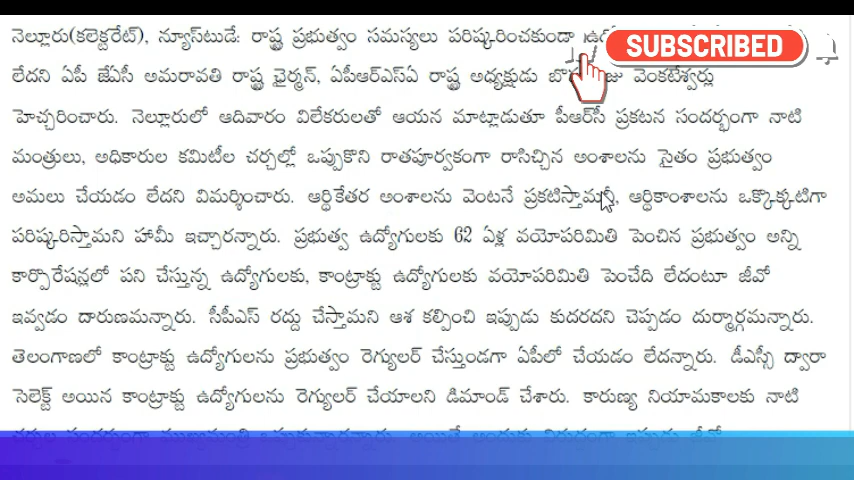 నెల్లూరు(కలెక్టరేట్), న్యూస్‌టుడే: రాష్ట్ర ప్రభుత్వం సమస్యలు పరిష్కరించకుండా
SUBSCRIBED
లేదని ఏపీ జేఏసీ అమరావతి రాష్ట్ర ఛైర్మన్, ఏపీఆర్ఎస్ఏ రాష్ట్ర అధ్యక్షుడు వెంకటేశ్వర్లు
హెచ్చరించారు. నెల్లూరులో ఆదివారం విలేకరులతో ఆయన మాట్లాడుతూ పీఆర్‌సీ ప్రకటన సందర్భంగా నాటి
మంత్రులు, అధికారుల కమిటీల చర్చల్లో ఒప్పుకొని రాతపూర్వకంగా రాసిచ్చిన అంశాలను సైతం ప్రభుత్వం
అమలు చేయడం లేదని విమర్శించారు. ఆర్థికేతర అంశాలను వెంటనే ప్రకటిస్తామని, ఆర్థికాంశాలను ఒక్కొక్కటిగా
పరిష్కరిస్తామని హామీ ఇచ్చారన్నారు. ప్రభుత్వ ఉద్యోగులకు 62 ఏళ్ల వయోపరిమితి పెంచిన ప్రభుత్వం అన్ని
కార్పొరేషన్లలో పని చేస్తున్న ఉద్యోగులకు, కాంట్రాక్టు ఉద్యోగులకు వయోపరిమితి పెంచేది లేదంటూ జీవో
ఇవ్వడం దారుణమన్నారు. సీపీఎస్ రద్దు చేస్తామని ఆశ కల్పించి ఇప్పుడు కుదరదని చెప్పడం దుర్మార్గమన్నారు.
తెలంగాణలో కాంట్రాక్టు ఉద్యోగులను ప్రభుత్వం రెగ్యులర్ చేస్తుండగా ఏపీలో చేయడం లేదన్నారు. డీఎస్సీ ద్వారా
సెలెక్ట్ అయిన కాంట్రాక్టు ఉద్యోగులను రెగ్యులర్ చేయాలని డిమాండ్ చేశారు. కారుణ్య నియామకాలకు నాటి